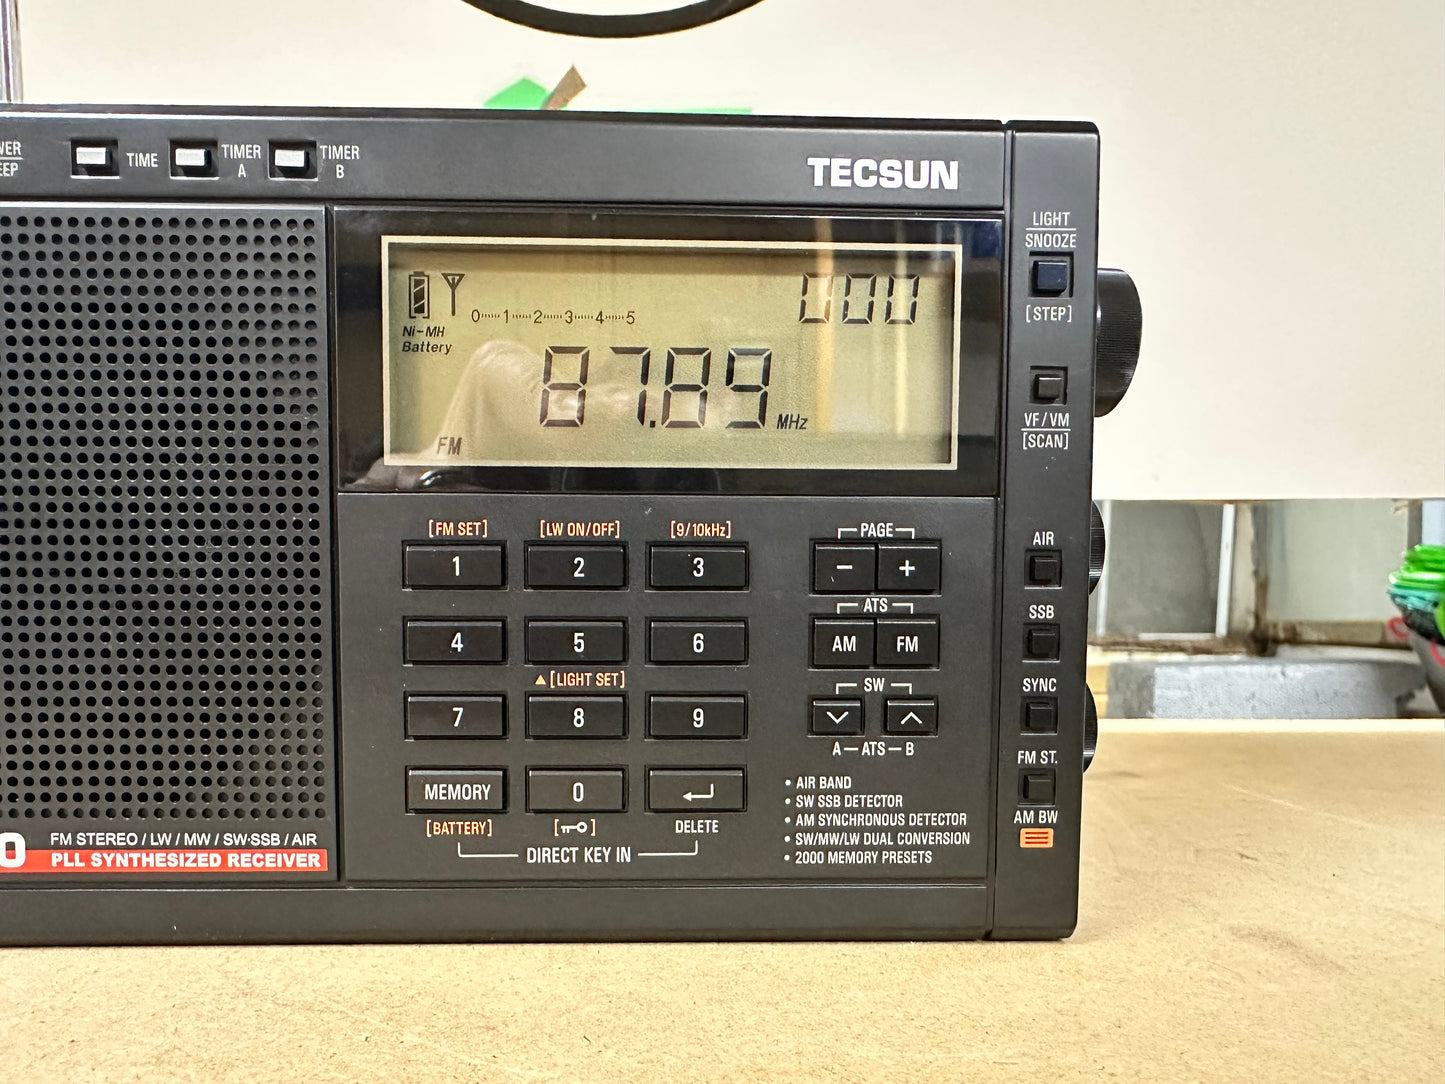 TIME
TIMER
A
TIMER
B
TECSUN
LIGHT
SNOOZE
[STEP]
000
0 1 2 3 4 5
Ni-MH
Battery
87.89 MHz
FM
VF/VM
[SCAN]
[FM SET] [LW ON/OFF] [9/10kHz] PAGE
1 2 3 - +
AIR
ATS
4 5 6 AM FM
SSB
▲[LIGHT SET] SW
SYNC
7 8 9
A—ATS—B
FM ST.
MEMORY 0
AM BW
[BATTERY] DELETE
DIRECT KEY IN
• AIR BAND
• SW SSB DETECTOR
• AM SYNCHRONOUS DETECTOR
• SW/MW/LW DUAL CONVERSION
• 2000 MEMORY PRESETS
0 FM STEREO / LW / MW / SW·SSB / AIR
PLL SYNTHESIZED RECEIVER